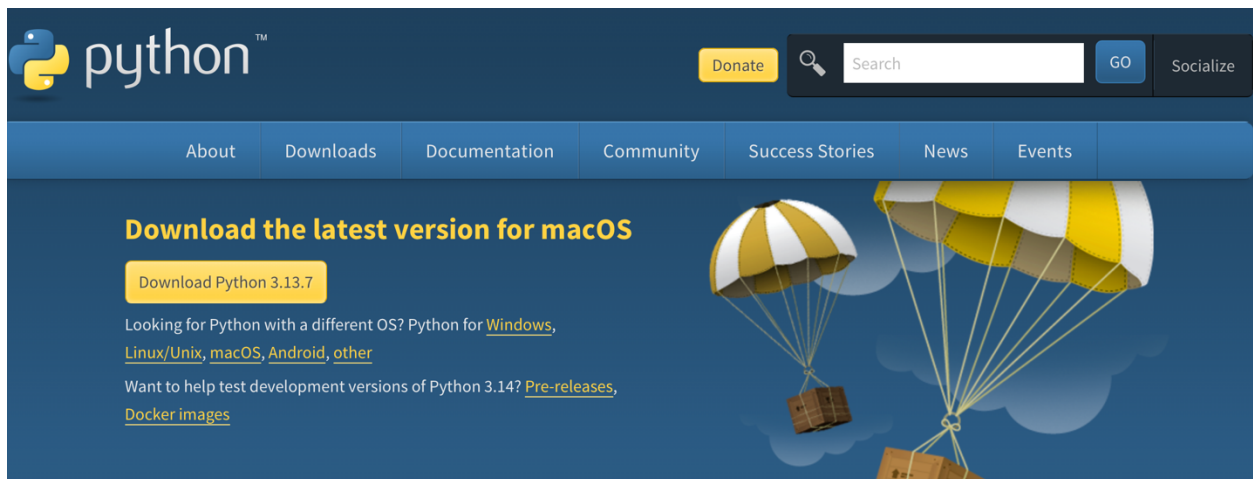 python™
Donate
Search
GO
Socialize
About
Downloads
Documentation
Community
Success Stories
News
Events
Download the latest version for macOS
Download Python 3.13.7
Looking for Python with a different OS? Python for Windows,
Linux/Unix, macOS, Android, other
Want to help test development versions of Python 3.14? Pre-releases,
Docker images